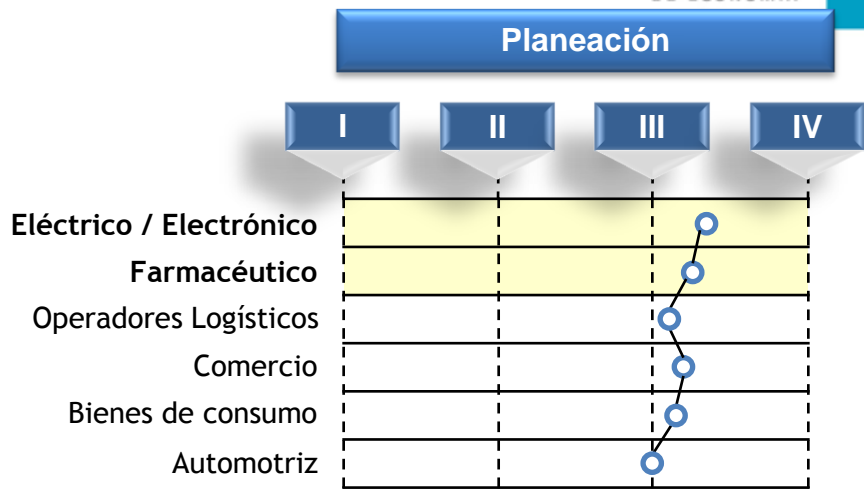 Planeación
I II III IV
Eléctrico / Electrónico
Farmacéutico
Operadores Logísticos
Comercio
Bienes de consumo
Automotriz